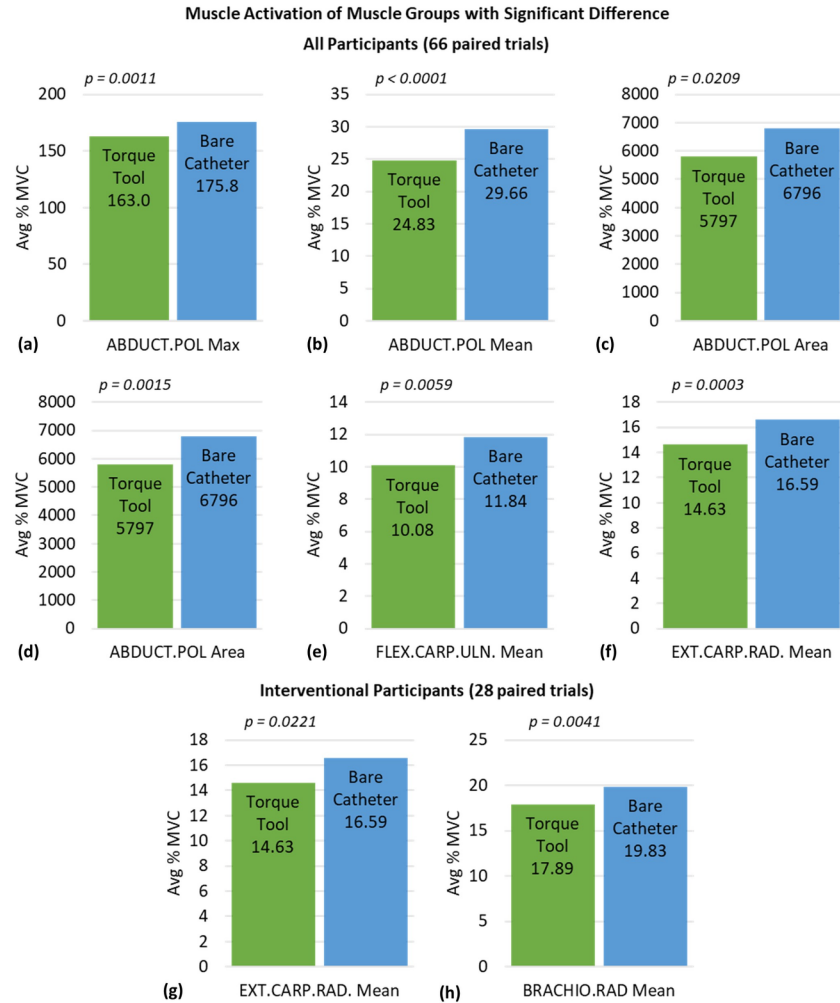 Muscle Activation of Muscle Groups with Significant Difference
All Participants (66 paired trials)
p = 0.0011
200
150
100
50
0
Avg % MVC
Torque
Tool
163.0
Bare
Catheter
175.8
(a)
ABDUCT.POL Max
p < 0.0001
35
30
25
20
15
10
5
0
Avg % MVC
Torque
Tool
24.83
Bare
Catheter
29.66
(b)
ABDUCT.POL Mean
p = 0.0209
8000
7000
6000
5000
4000
3000
2000
1000
0
Avg % MVC
Torque
Tool
5797
Bare
Catheter
6796
(c)
ABDUCT.POL Area
p = 0.0015
8000
7000
6000
5000
4000
3000
2000
1000
0
Avg % MVC
Torque
Tool
5797
Bare
Catheter
6796
(d)
ABDUCT.POL Area
p = 0.0059
14
12
10
8
6
4
2
0
Avg % MVC
Torque
Tool
10.08
Bare
Catheter
11.84
(e)
FLEX.CARP.ULN. Mean
p = 0.0003
18
16
14
12
10
8
6
4
2
0
Avg % MVC
Torque
Tool
14.63
Bare
Catheter
16.59
(f)
EXT.CARP.RAD. Mean
Interventional Participants (28 paired trials)
p = 0.0221
18
16
14
12
10
8
6
4
2
0
Avg % MVC
Torque
Tool
14.63
Bare
Catheter
16.59
(g)
EXT.CARP.RAD. Mean
p = 0.0041
25
20
15
10
5
0
Avg % MVC
Torque
Tool
17.89
Bare
Catheter
19.83
(h)
BRACHIO.RAD Mean